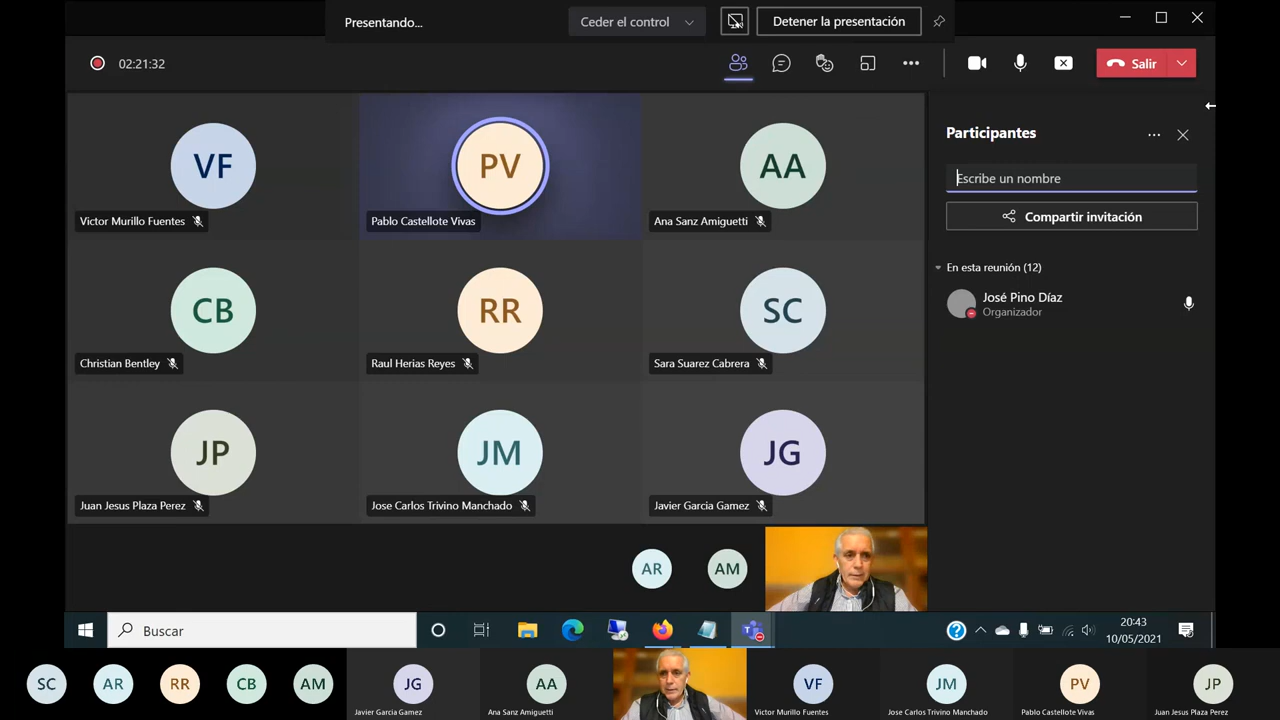 Presentando...
Ceder el control
Detener la presentación
02:21:32
Salir
VF
PV
AA
Victor Murillo Fuentes
Pablo Castellote Vivas
Ana Sanz Amiguetti
CB
RR
SC
Christian Bentley
Raul Herias Reyes
Sara Suarez Cabrera
JP
JM
JG
Juan Jesus Plaza Perez
Jose Carlos Trivino Manchado
Javier Garcia Gamez
AR
AM
Participantes
Escribe un nombre
Compartir invitación
En esta reunión (12)
José Pino Díaz
Organizador
Buscar
20:43
10/05/2021
SC
AR
RR
CB
AM
JG
AA
VF
JM
PV
JP
Javier Garcia Gamez
Ana Sanz Amiguetti
Victor Murillo Fuentes
Jose Carlos Trivino Manchado
Pablo Castellote Vivas
Juan Jesus Plaza Perez